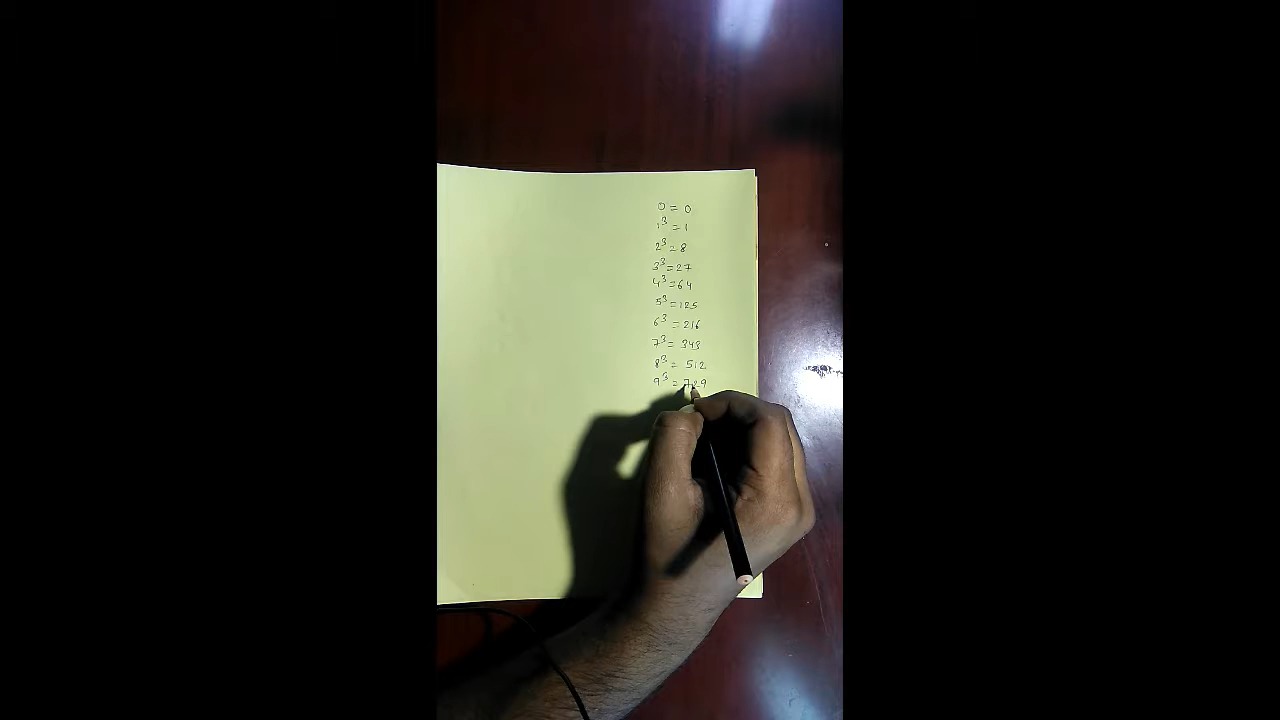 0 = 0
1³ = 1
2³ = 8
3³ = 27
4³ = 64
5³ = 125
6³ = 216
7³ = 343
8³ = 512
9³ = 729